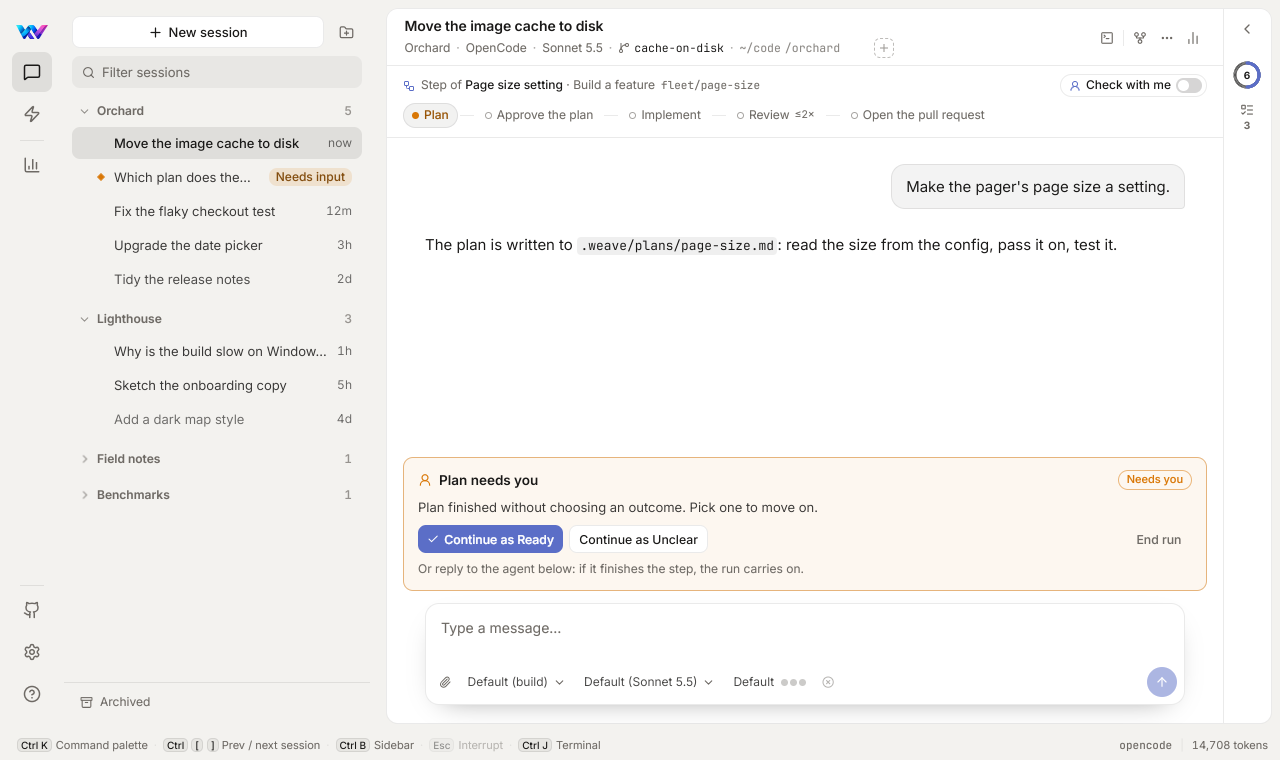 New session
Filter sessions
Orchard 5
Move the image cache to disk now
Which plan does the... Needs input
Fix the flaky checkout test 12m
Upgrade the date picker 3h
Tidy the release notes 2d
Lighthouse 3
Why is the build slow on Window... 1h
Sketch the onboarding copy 5h
Add a dark map style 4d
Field notes 1
Benchmarks 1
Archived
Move the image cache to disk
Orchard · OpenCode · Sonnet 5.5 · cache-on-disk · ~/code/orchard
Step of Page size setting · Build a feature fleet/page-size
Check with me
Plan Approve the plan Implement Review ≤2× Open the pull request
Make the pager's page size a setting.
The plan is written to .weave/plans/page-size.md: read the size from the config, pass it on, test it.
Plan needs you
Needs you
Plan finished without choosing an outcome. Pick one to move on.
Continue as Ready Continue as Unclear End run
Or reply to the agent below: if it finishes the step, the run carries on.
Type a message...
Default (build) Default (Sonnet 5.5) Default
6
3
Ctrl K Command palette Ctrl [ ] Prev / next session Ctrl B Sidebar Esc Interrupt Ctrl J Terminal
opencode 14,708 tokens